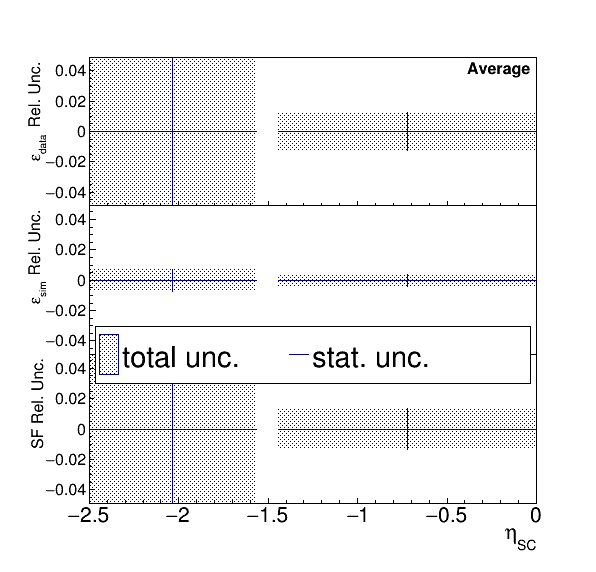 Average
ε_data Rel. Unc.
0.04
0.02
0
−0.02
−0.04
ε_sim Rel. Unc.
0.04
0.02
0
−0.02
−0.04
total unc. stat. unc.
SF Rel. Unc.
0.04
0.02
0
−0.02
−0.04
−2.5 −2 −1.5 −1 −0.5 0
η_SC